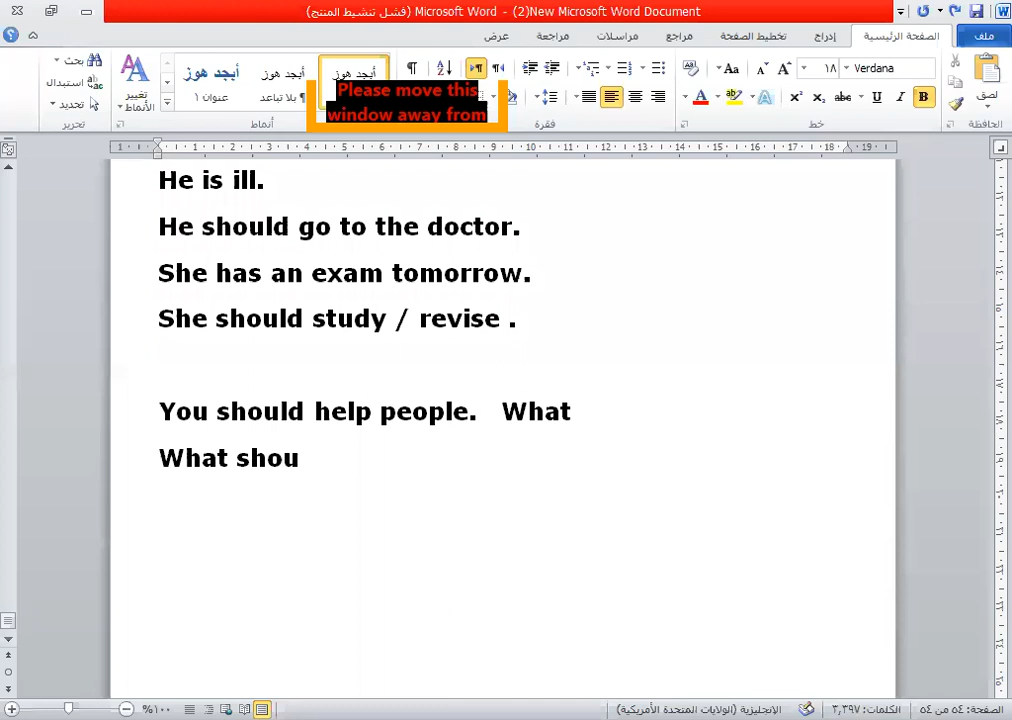 New Microsoft Word Document(2) - Microsoft Word (فشل تنشيط المنتج)
ملف الصفحة الرئيسية إدراج تخطيط الصفحة مراسلات مراجع مراجعة عرض
لصق
الحافظة
Verdana ١٨
خط
فقرة
أبجد هوز أبجد هوز أبجد هوز
بلا تباعد عنوان ١
أنماط
تغيير الأنماط
بحث
استبدال
تحديد
تحرير
Please move this
window away from
He is ill.
He should go to the doctor.
She has an exam tomorrow.
She should study / revise .
You should help people. What
What shou
الصفحة: ٥٤ من ٥٤ الكلمات: ٣,٣٩٧ الإنجليزية (الولايات المتحدة الأمريكية) ١٠٠%